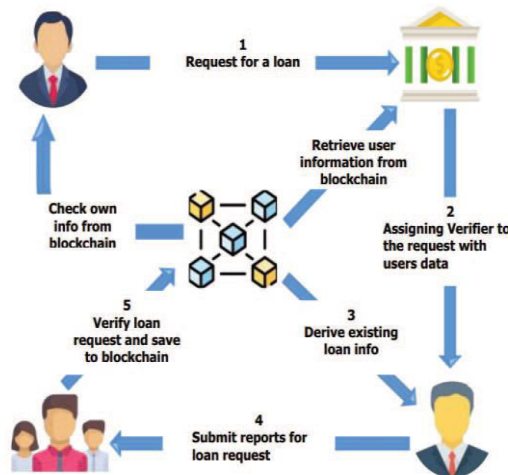 1
Request for a loan
Retrieve user
information from
blockchain
Check own
info from
blockchain
2
Assigning Verifier to
the request with
users data
5
Verify loan
request and save
to blockchain
3
Derive existing
loan info
4
Submit reports for
loan request